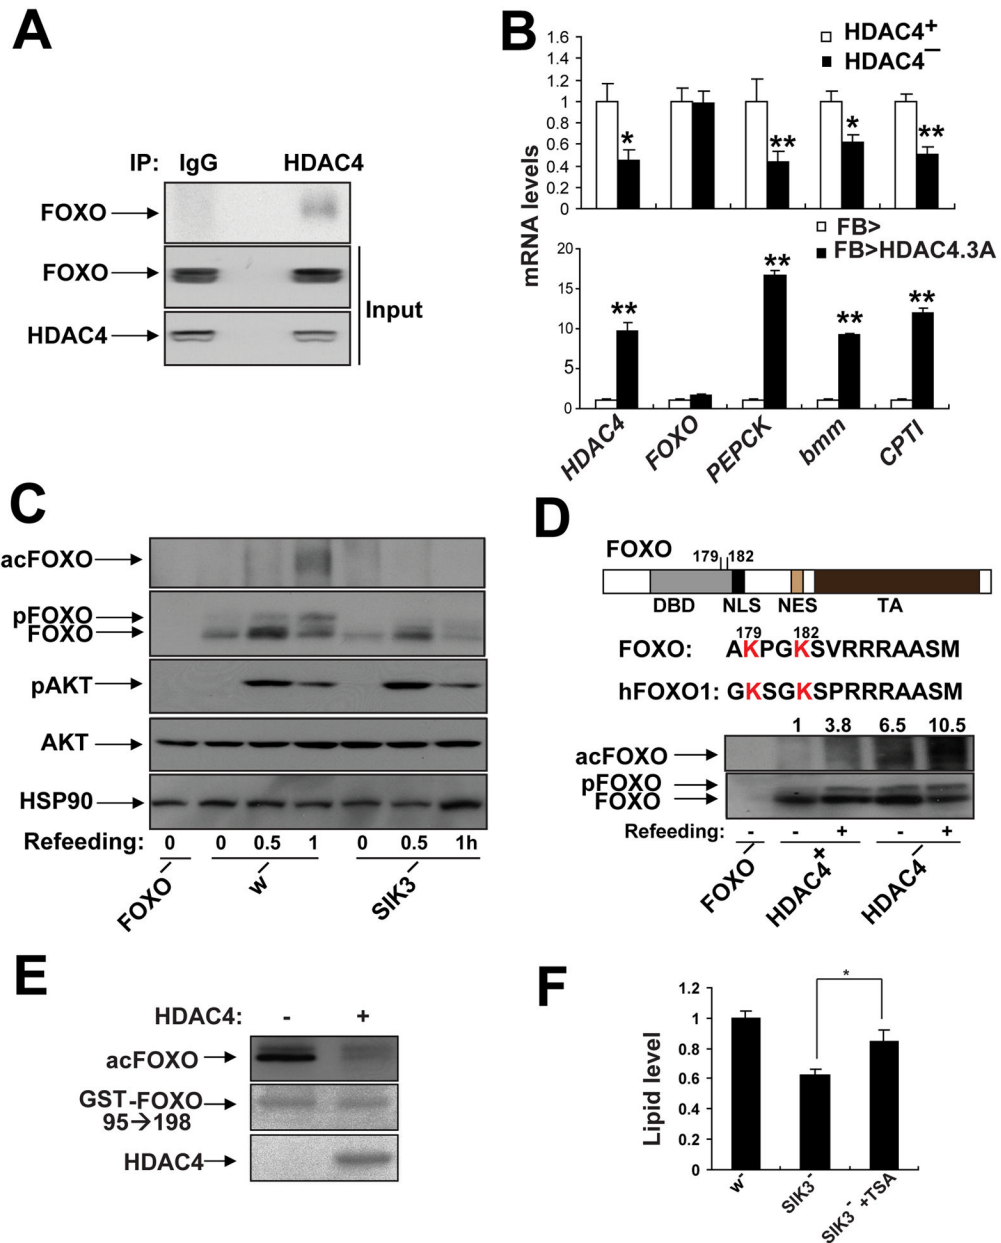 A
IP: IgG HDAC4
FOXO
FOXO
HDAC4
Input
B
HDAC4+
HDAC4−
mRNA levels
1.6
1.4
1.2
1
0.8
0.6
0.4
0.2
0
* ** * **
FB>
FB>HDAC4.3A
20
15
10
5
0
** ** ** **
HDAC4 FOXO PEPCK bmm CPTI
C
acFOXO
pFOXO
FOXO
pAKT
AKT
HSP90
Refeeding: 0 0 0.5 1 0 0.5 1h
FOXO− w− SIK3−
D
FOXO 179 182
DBD NLS NES TA
179 182
FOXO: AKPGKSVRRRAASM
hFOXO1: GKSGKSPRRRAASM
1 3.8 6.5 10.5
acFOXO
pFOXO
FOXO
Refeeding: - - + - +
FOXO− HDAC4+ HDAC4−
E
HDAC4: - +
acFOXO
GST-FOXO
95→198
HDAC4
F
Lipid level
1.2
1
0.8
0.6
0.4
0.2
0
*
w- SIK3- SIK3- +TSA